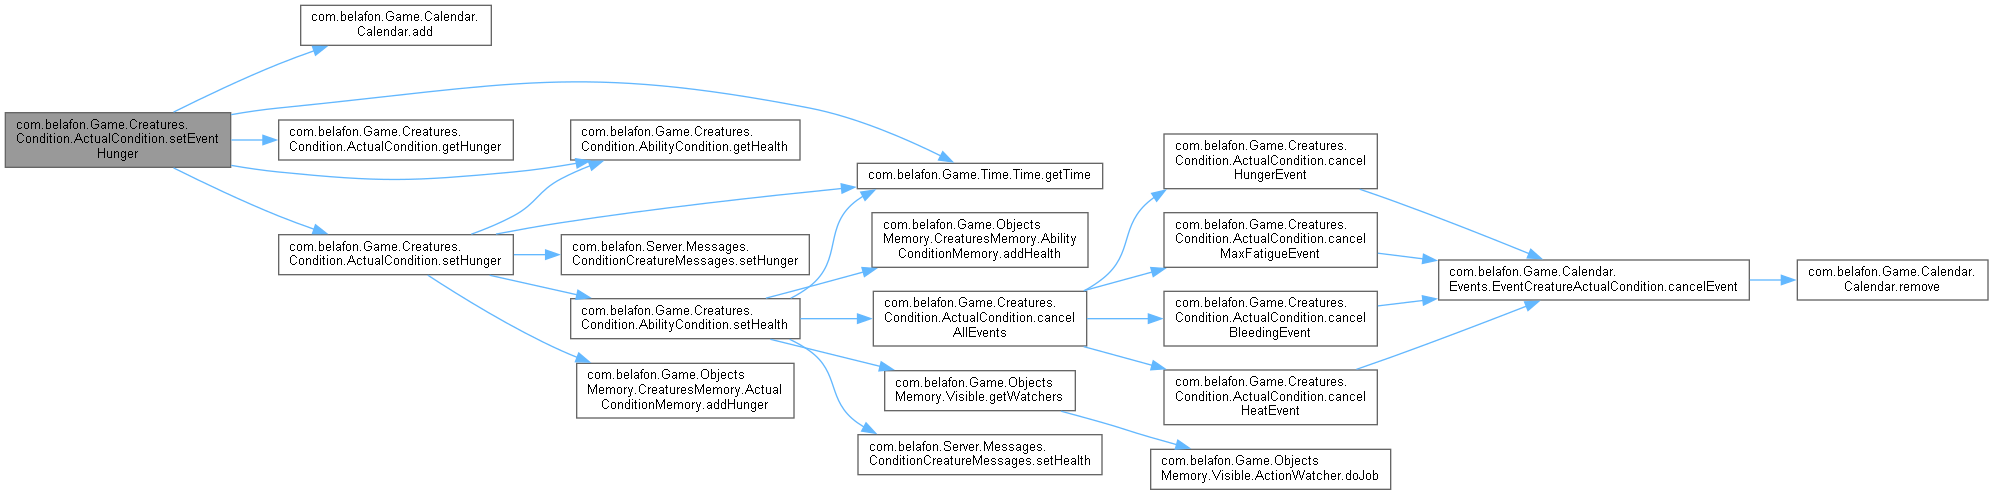 com.belafon.Game.Calendar.
Calendar.add
com.belafon.Game.Creatures.
Condition.ActualCondition.setEvent
Hunger
com.belafon.Game.Creatures.
Condition.ActualCondition.getHunger
com.belafon.Game.Creatures.
Condition.AbilityCondition.getHealth
com.belafon.Game.Time.Time.getTime
com.belafon.Game.Creatures.
Condition.ActualCondition.setHunger
com.belafon.Server.Messages.
ConditionCreatureMessages.setHunger
com.belafon.Game.Objects
Memory.CreaturesMemory.Ability
ConditionMemory.addHealth
com.belafon.Game.Creatures.
Condition.AbilityCondition.setHealth
com.belafon.Game.Creatures.
Condition.ActualCondition.cancel
AllEvents
com.belafon.Game.Objects
Memory.CreaturesMemory.Actual
ConditionMemory.addHunger
com.belafon.Game.Objects
Memory.Visible.getWatchers
com.belafon.Server.Messages.
ConditionCreatureMessages.setHealth
com.belafon.Game.Creatures.
Condition.ActualCondition.cancel
HungerEvent
com.belafon.Game.Creatures.
Condition.ActualCondition.cancel
MaxFatigueEvent
com.belafon.Game.Creatures.
Condition.ActualCondition.cancel
BleedingEvent
com.belafon.Game.Creatures.
Condition.ActualCondition.cancel
HeatEvent
com.belafon.Game.Objects
Memory.Visible.ActionWatcher.doJob
com.belafon.Game.Calendar.
Events.EventCreatureActualCondition.cancelEvent
com.belafon.Game.Calendar.
Calendar.remove